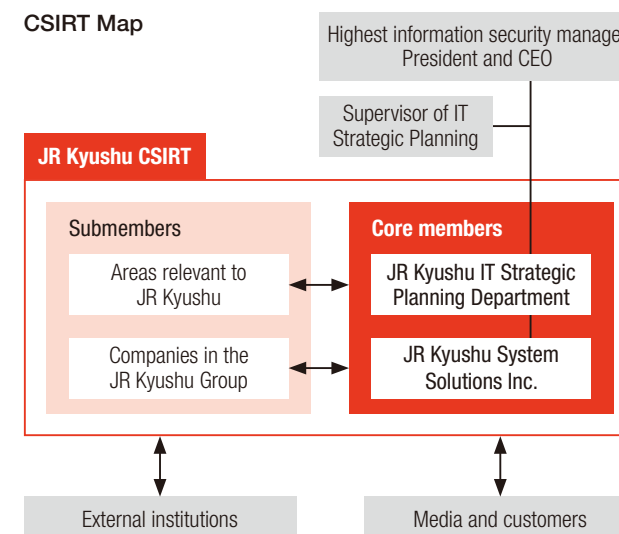 CSIRT Map
Highest information security manage
President and CEO
Supervisor of IT
Strategic Planning
JR Kyushu CSIRT
Submembers
Areas relevant to
JR Kyushu
Companies in the
JR Kyushu Group
Core members
JR Kyushu IT Strategic
Planning Department
JR Kyushu System
Solutions Inc.
External institutions
Media and customers